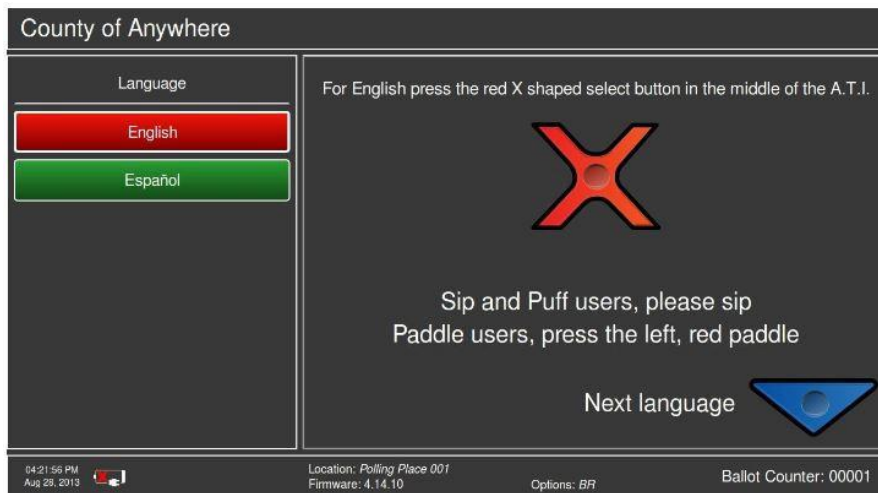 County of Anywhere
Language
English
Español
For English press the red X shaped select button in the middle of the A.T.I.
Sip and Puff users, please sip
Paddle users, press the left, red paddle
Next language
04:21:56 PM
Aug 28, 2013
Location: Polling Place 001
Firmware: 4.14.10
Options: BR
Ballot Counter: 00001